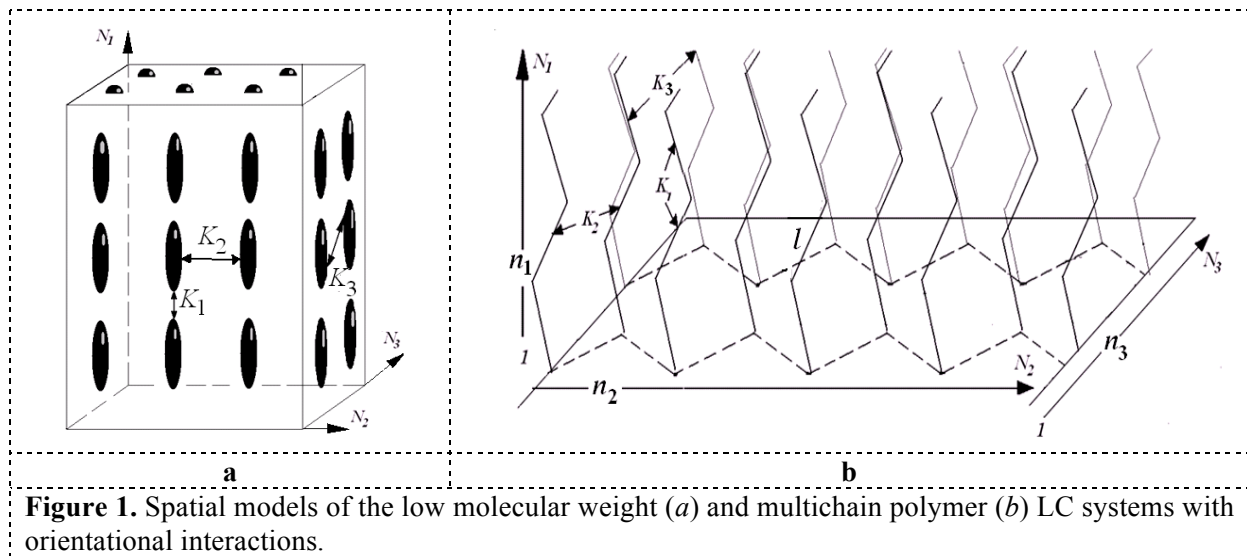 N1
K2
K1
K3
N3
N2
a
N1
K3
K1
K2
l
n1
1
N3
n3
N2
n2
1
b
Figure 1. Spatial models of the low molecular weight (a) and multichain polymer (b) LC systems with
orientational interactions.